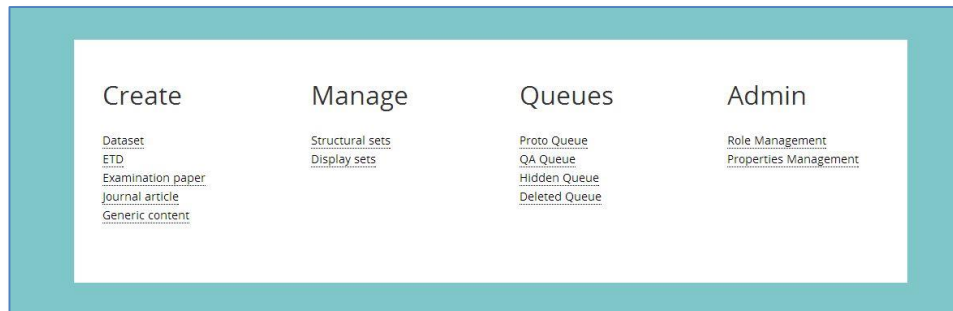 Create
Dataset
ETD
Examination paper
Journal article
Generic content
Manage
Structural sets
Display sets
Queues
Proto Queue
QA Queue
Hidden Queue
Deleted Queue
Admin
Role Management
Properties Management